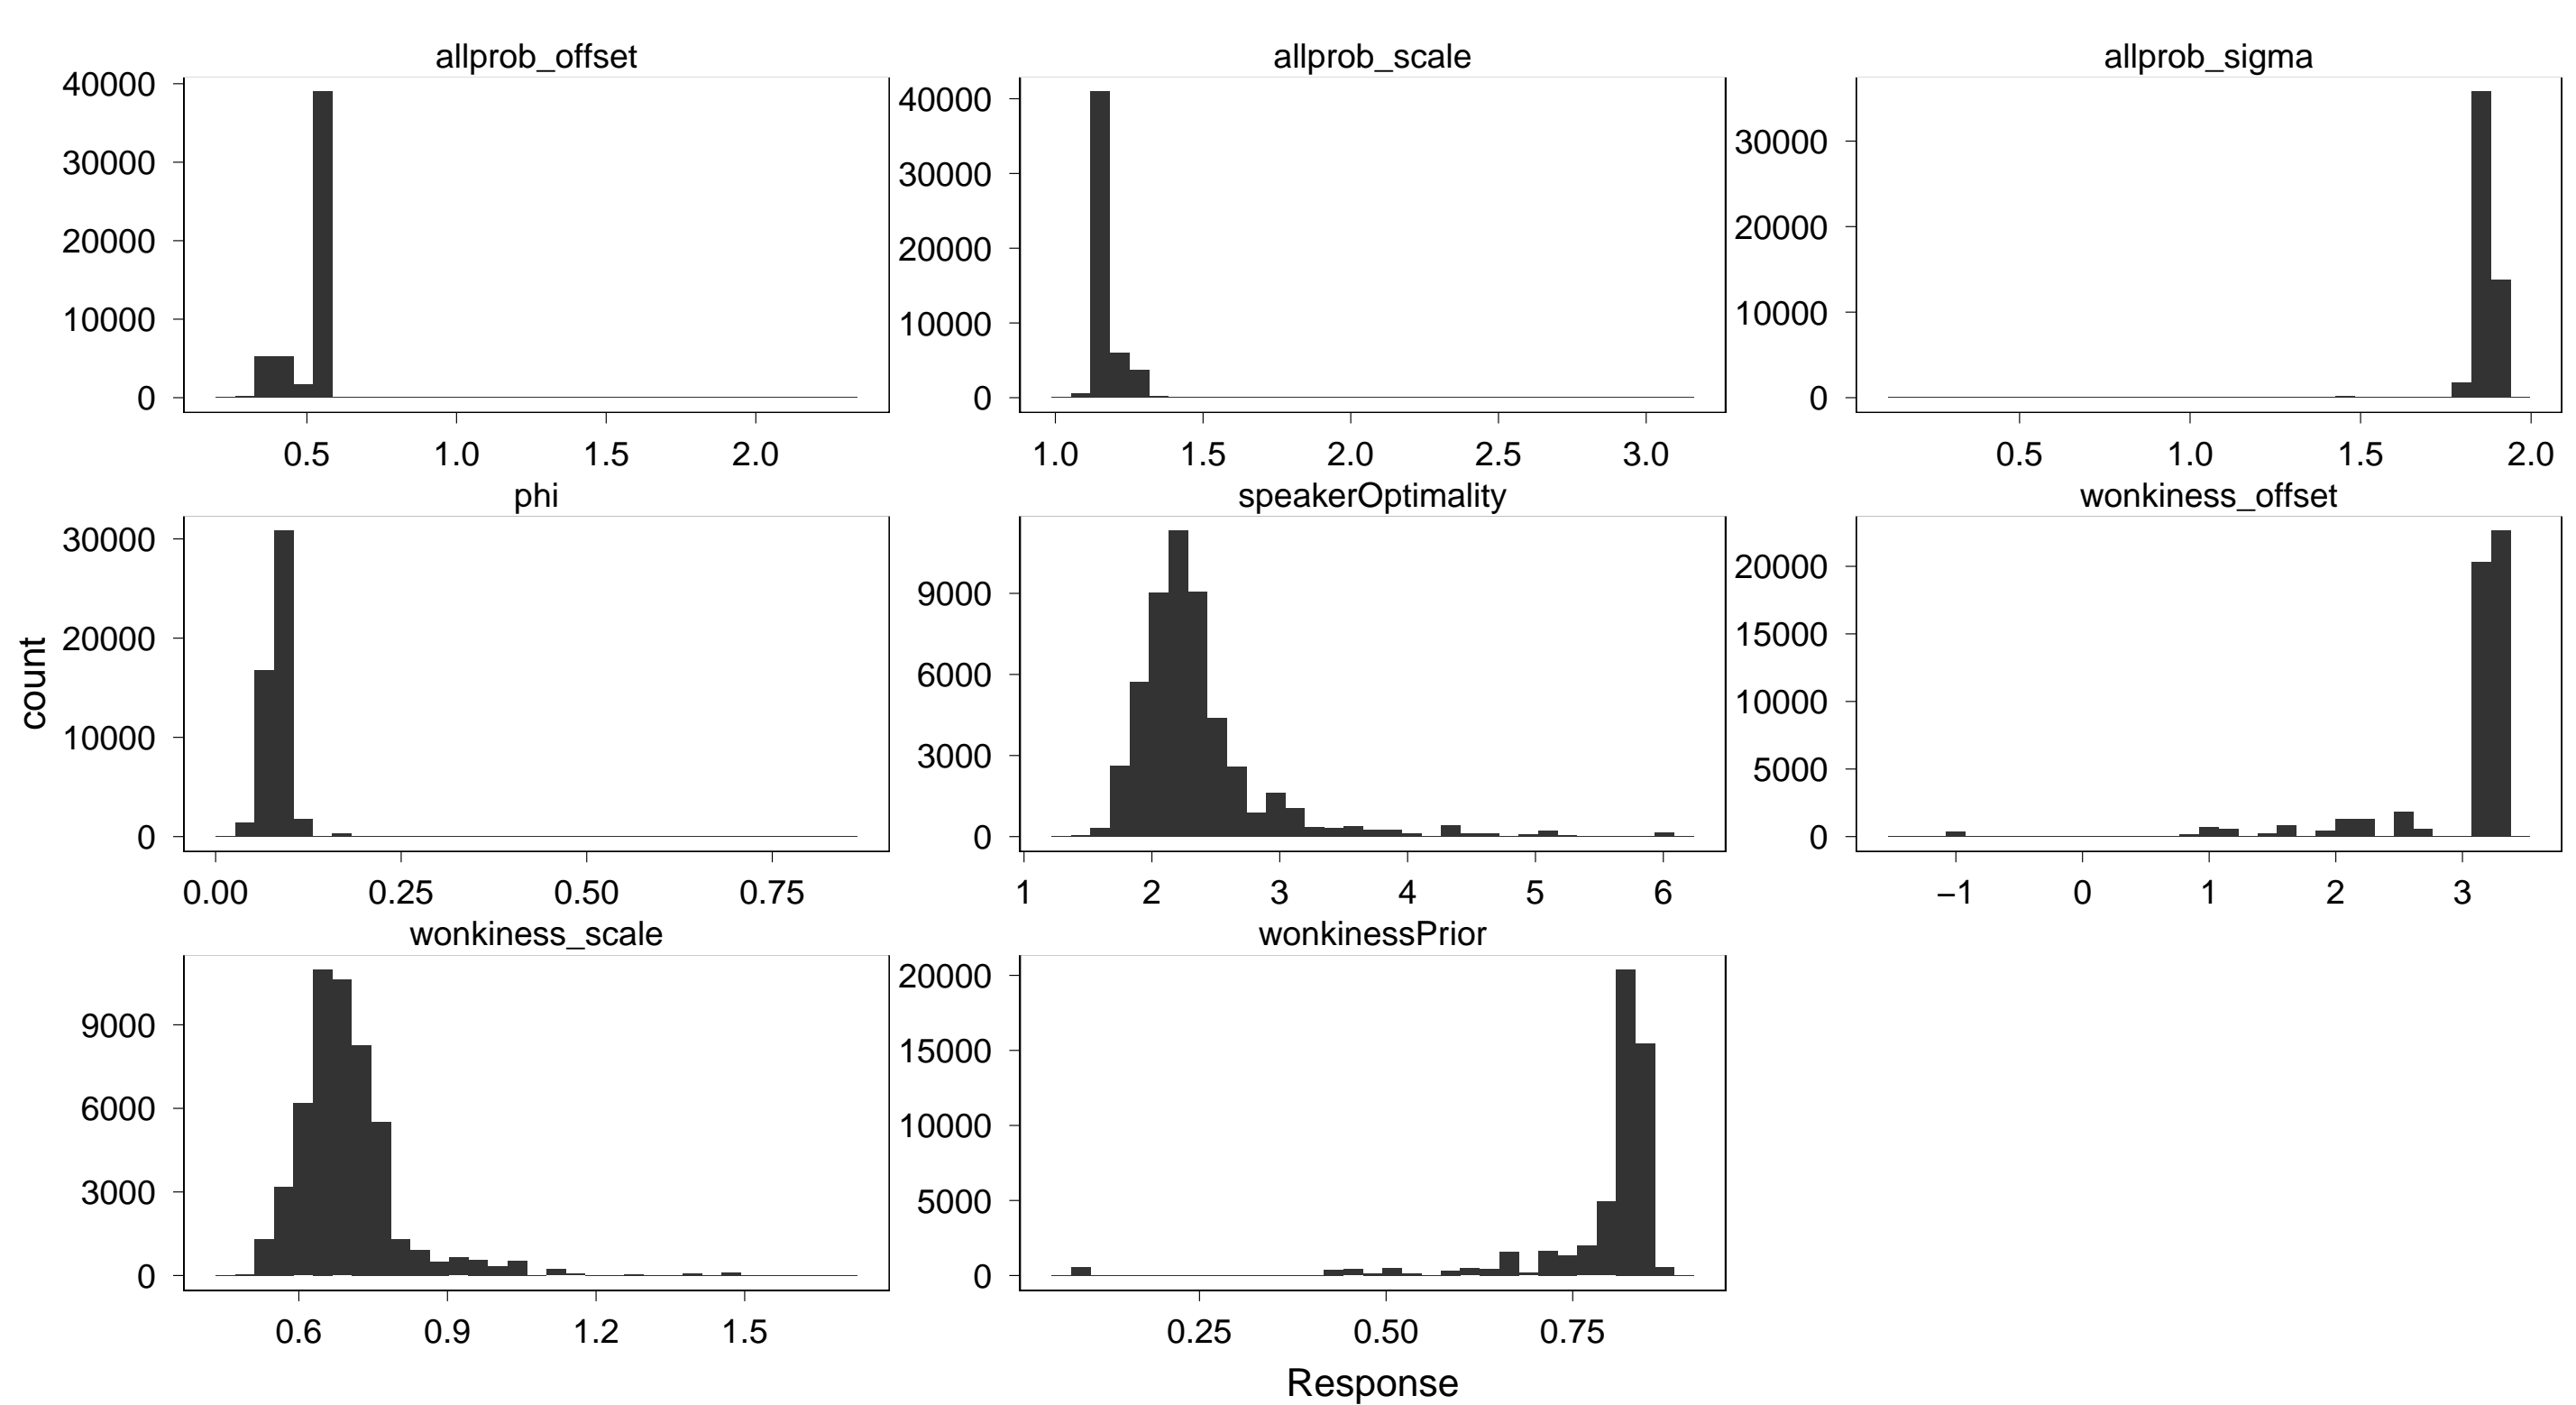 allprob_offset allprob_scale allprob_sigma
40000
30000
20000
10000
0
40000
30000
20000
10000
0
30000
20000
10000
0
0.5 1.0 1.5 2.0
1.0 1.5 2.0 2.5 3.0
0.5 1.0 1.5 2.0
phi speakerOptimality wonkiness_offset
30000
20000
10000
0
9000
6000
3000
0
20000
15000
10000
5000
0
count
0.00 0.25 0.50 0.75
1 2 3 4 5 6
−1 0 1 2 3
wonkiness_scale wonkinessPrior
9000
6000
3000
0
20000
15000
10000
5000
0
0.6 0.9 1.2 1.5
0.25 0.50 0.75
Response